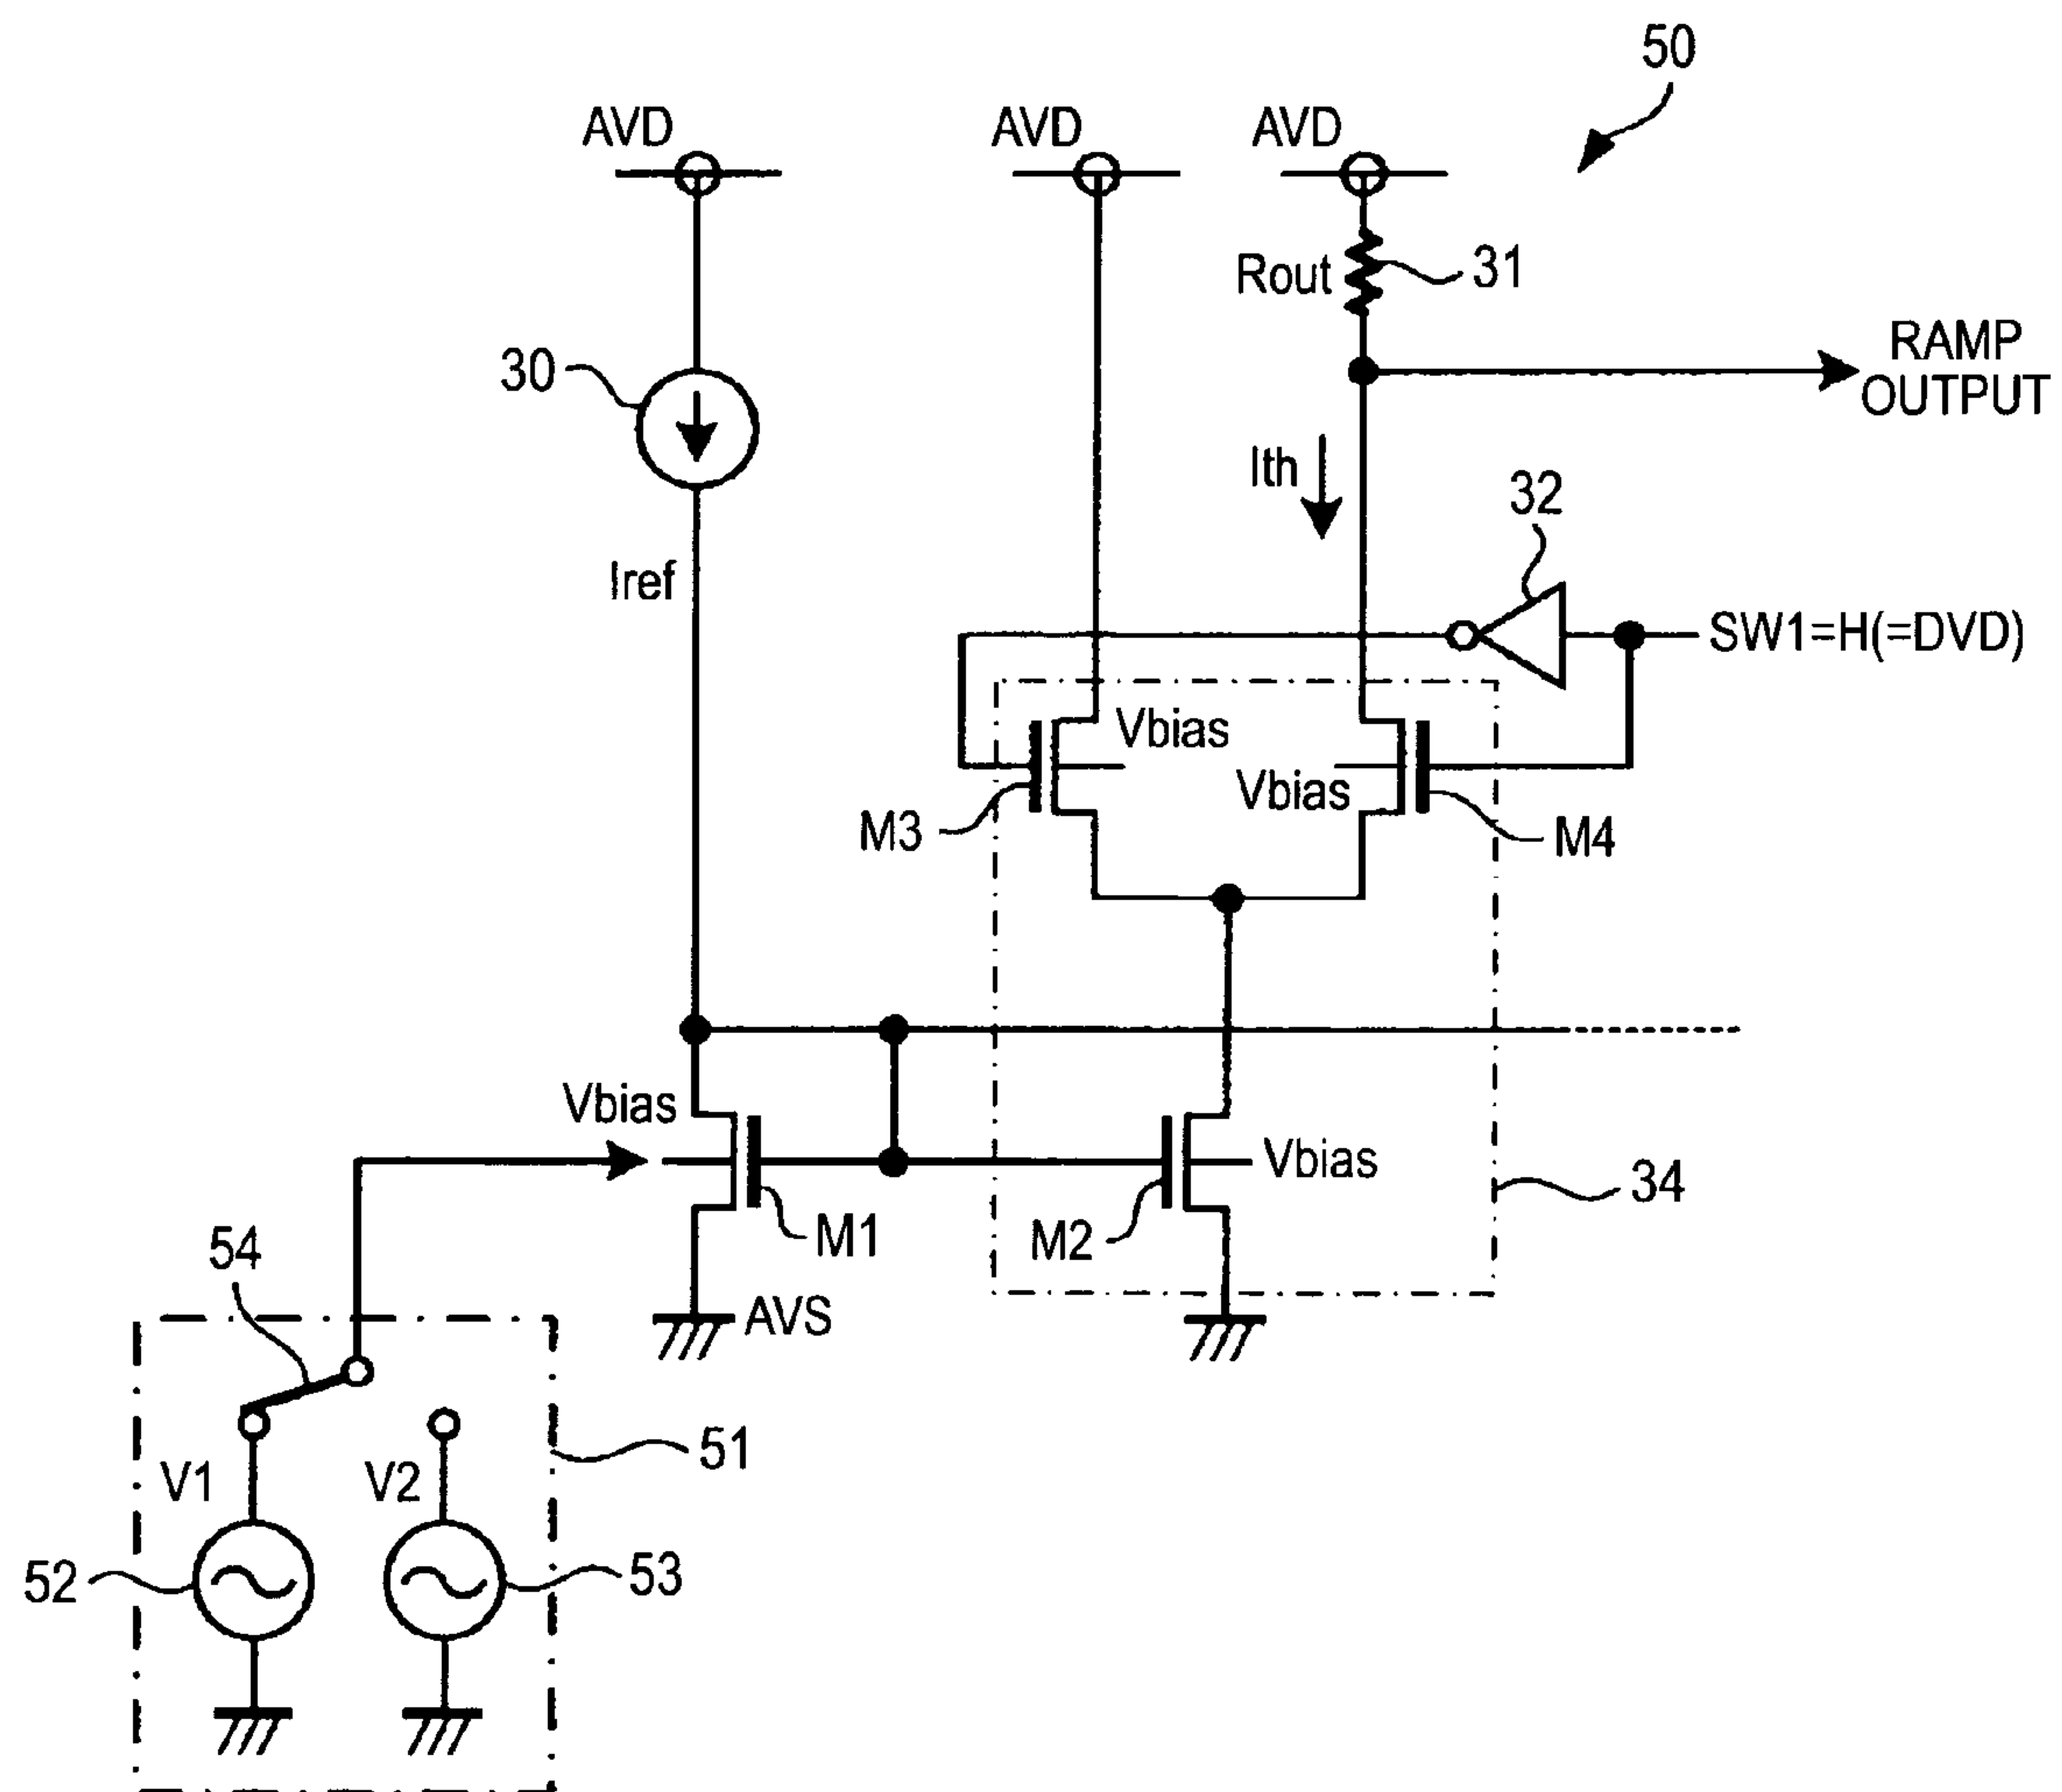 50
AVD
AVD
AVD
Rout
31
30
RAMP
OUTPUT
Ith
32
Iref
SW1=H(=DVD)
Vbias
Vbias
M3
M4
Vbias
Vbias
34
M1
M2
54
AVS
51
V1
V2
52
53